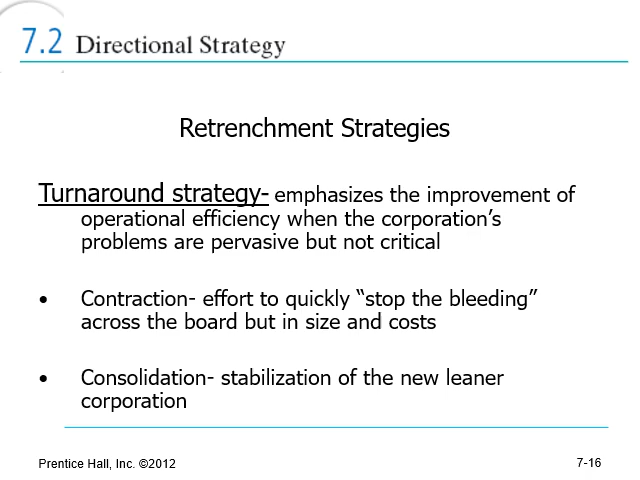 7.2 Directional Strategy
Retrenchment Strategies
Turnaround strategy- emphasizes the improvement of
operational efficiency when the corporation’s
problems are pervasive but not critical
• Contraction- effort to quickly “stop the bleeding”
across the board but in size and costs
• Consolidation- stabilization of the new leaner
corporation
Prentice Hall, Inc. ©2012
7-16